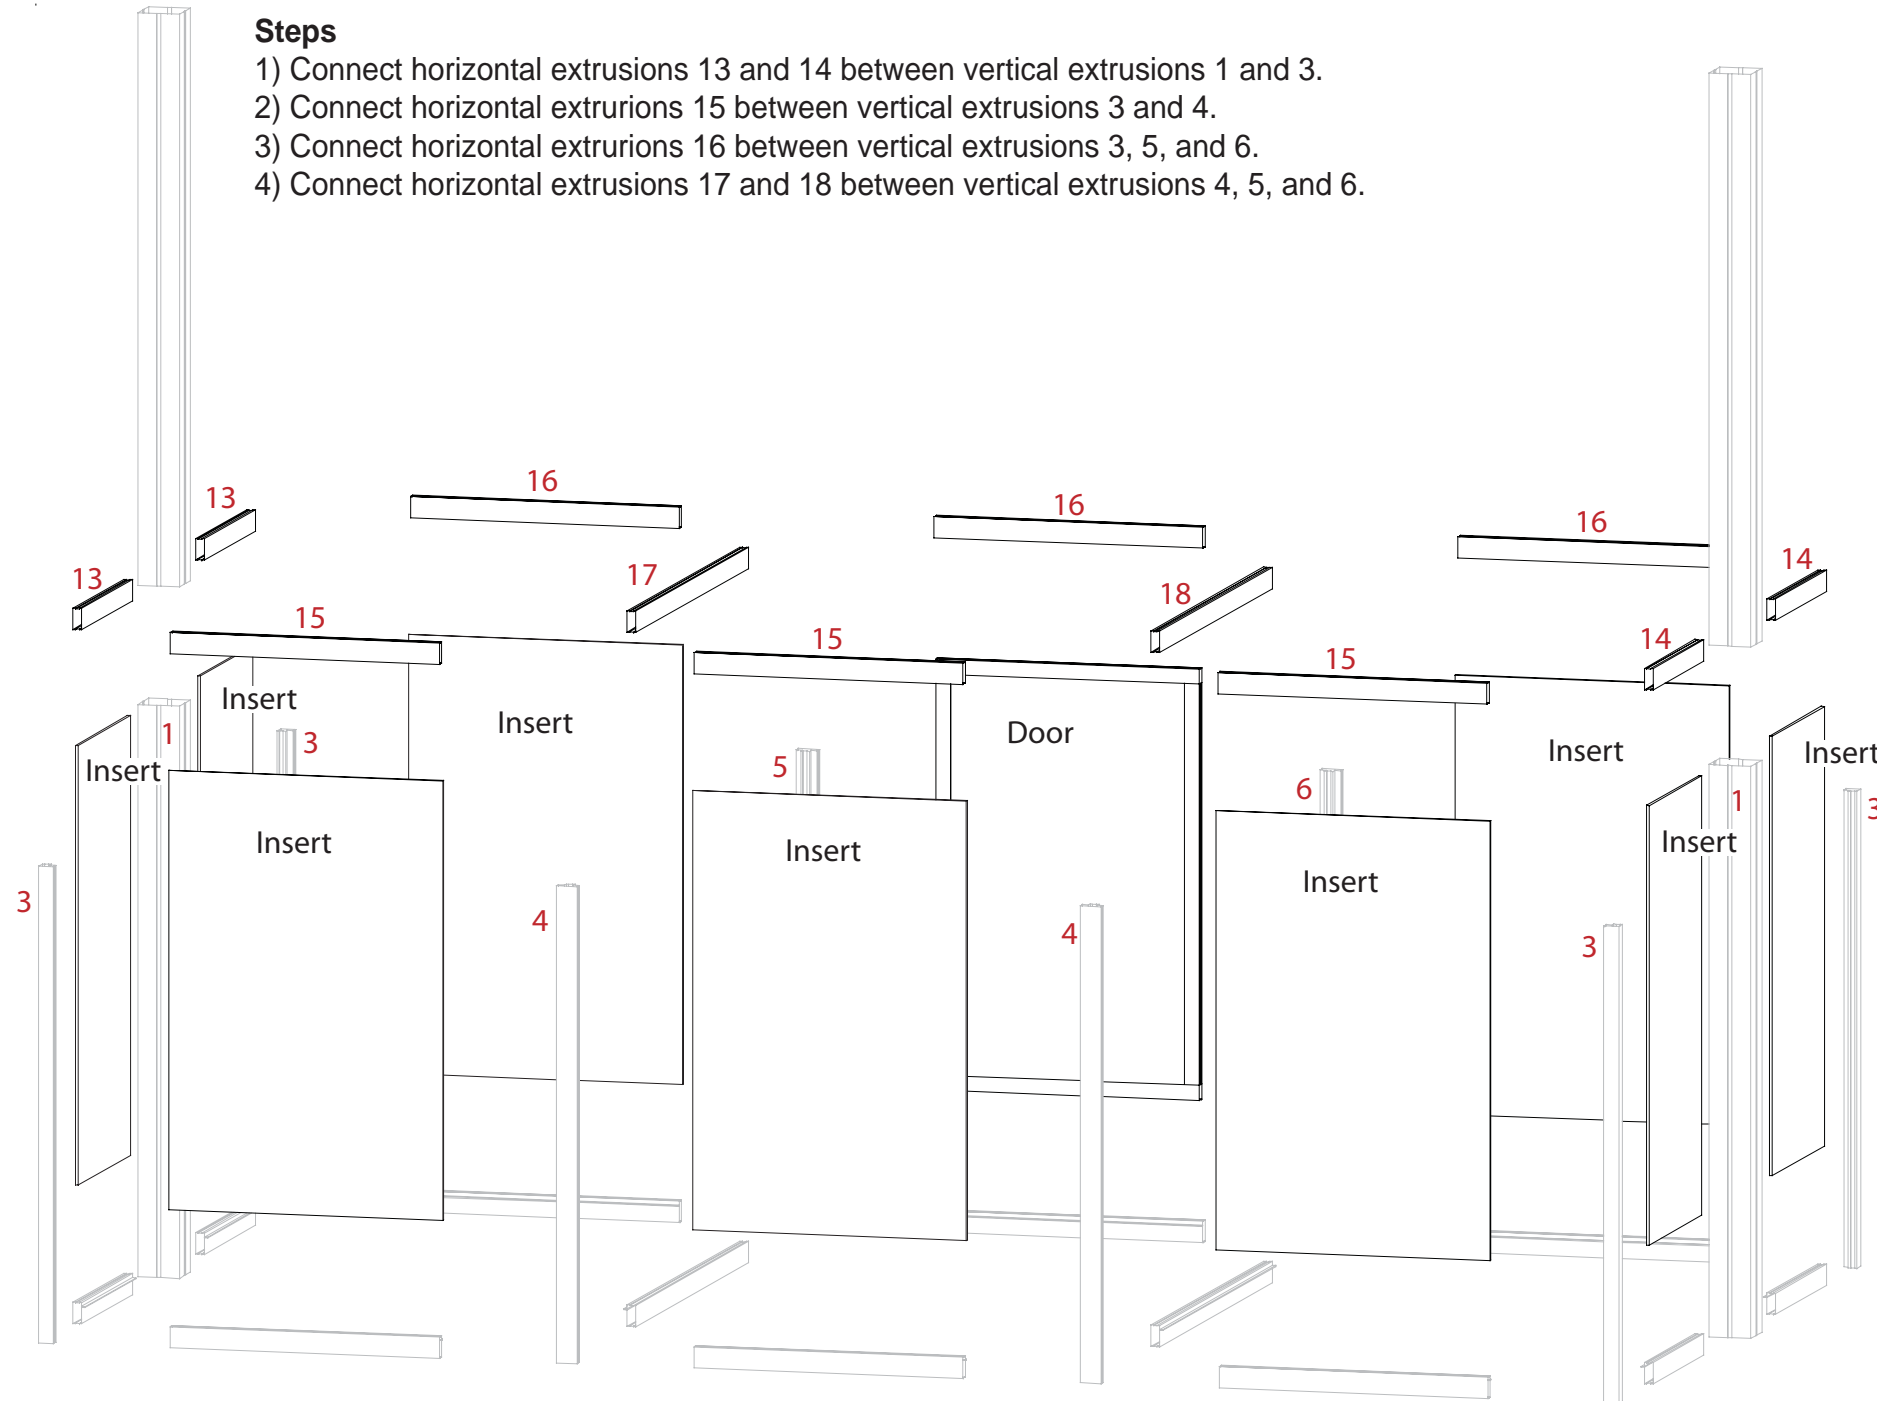 Steps
1) Connect horizontal extrusions 13 and 14 between vertical extrusions 1 and 3.
2) Connect horizontal extrurions 15 between vertical extrusions 3 and 4.
3) Connect horizontal extrurions 16 between vertical extrusions 3, 5, and 6.
4) Connect horizontal extrusions 17 and 18 between vertical extrusions 4, 5, and 6.
16
13
16
16
13
17
14
18
15
15
14
15
Insert
Insert
1
3
Door
Insert
Insert
Insert
5
6
1
3
Insert
Insert
Insert
Insert
3
4
4
3